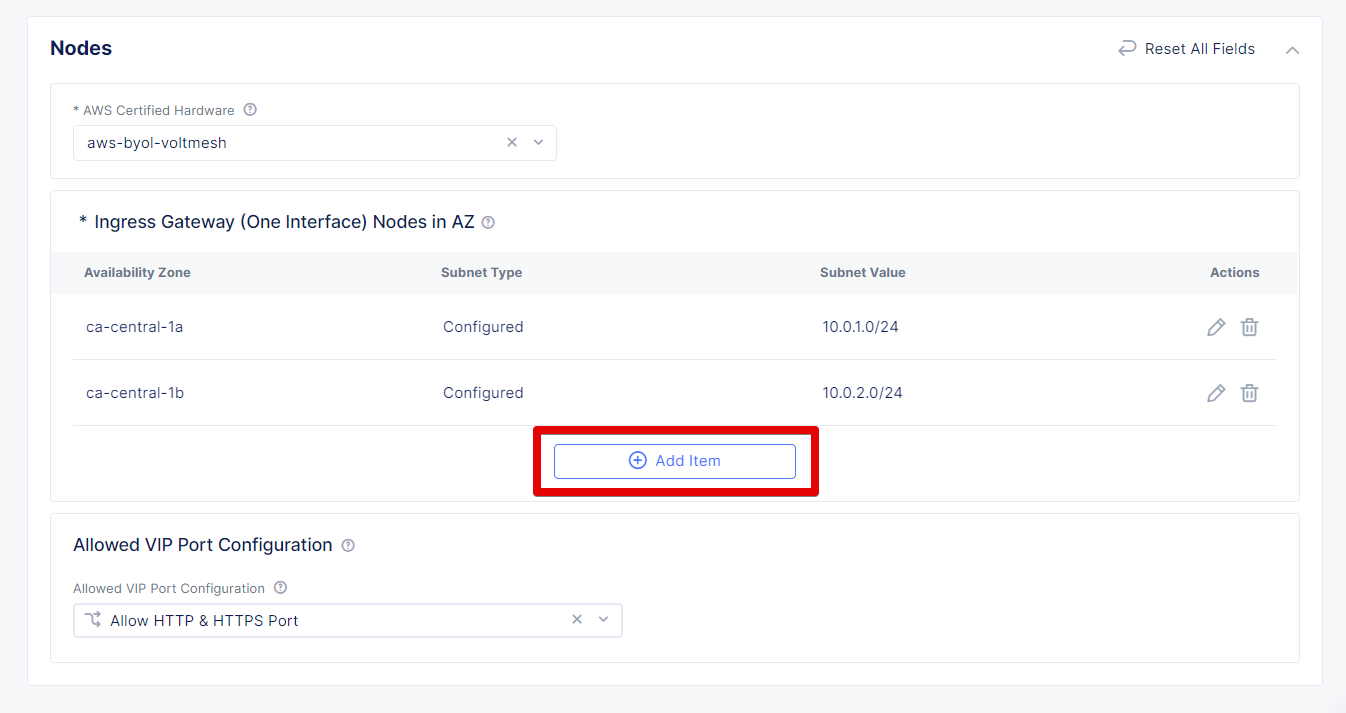 Nodes
Reset All Fields
* AWS Certified Hardware
aws-byol-voltmesh
* Ingress Gateway (One Interface) Nodes in AZ
Availability Zone Subnet Type Subnet Value Actions
ca-central-1a Configured 10.0.1.0/24
ca-central-1b Configured 10.0.2.0/24
Add Item
Allowed VIP Port Configuration
Allowed VIP Port Configuration
Allow HTTP & HTTPS Port